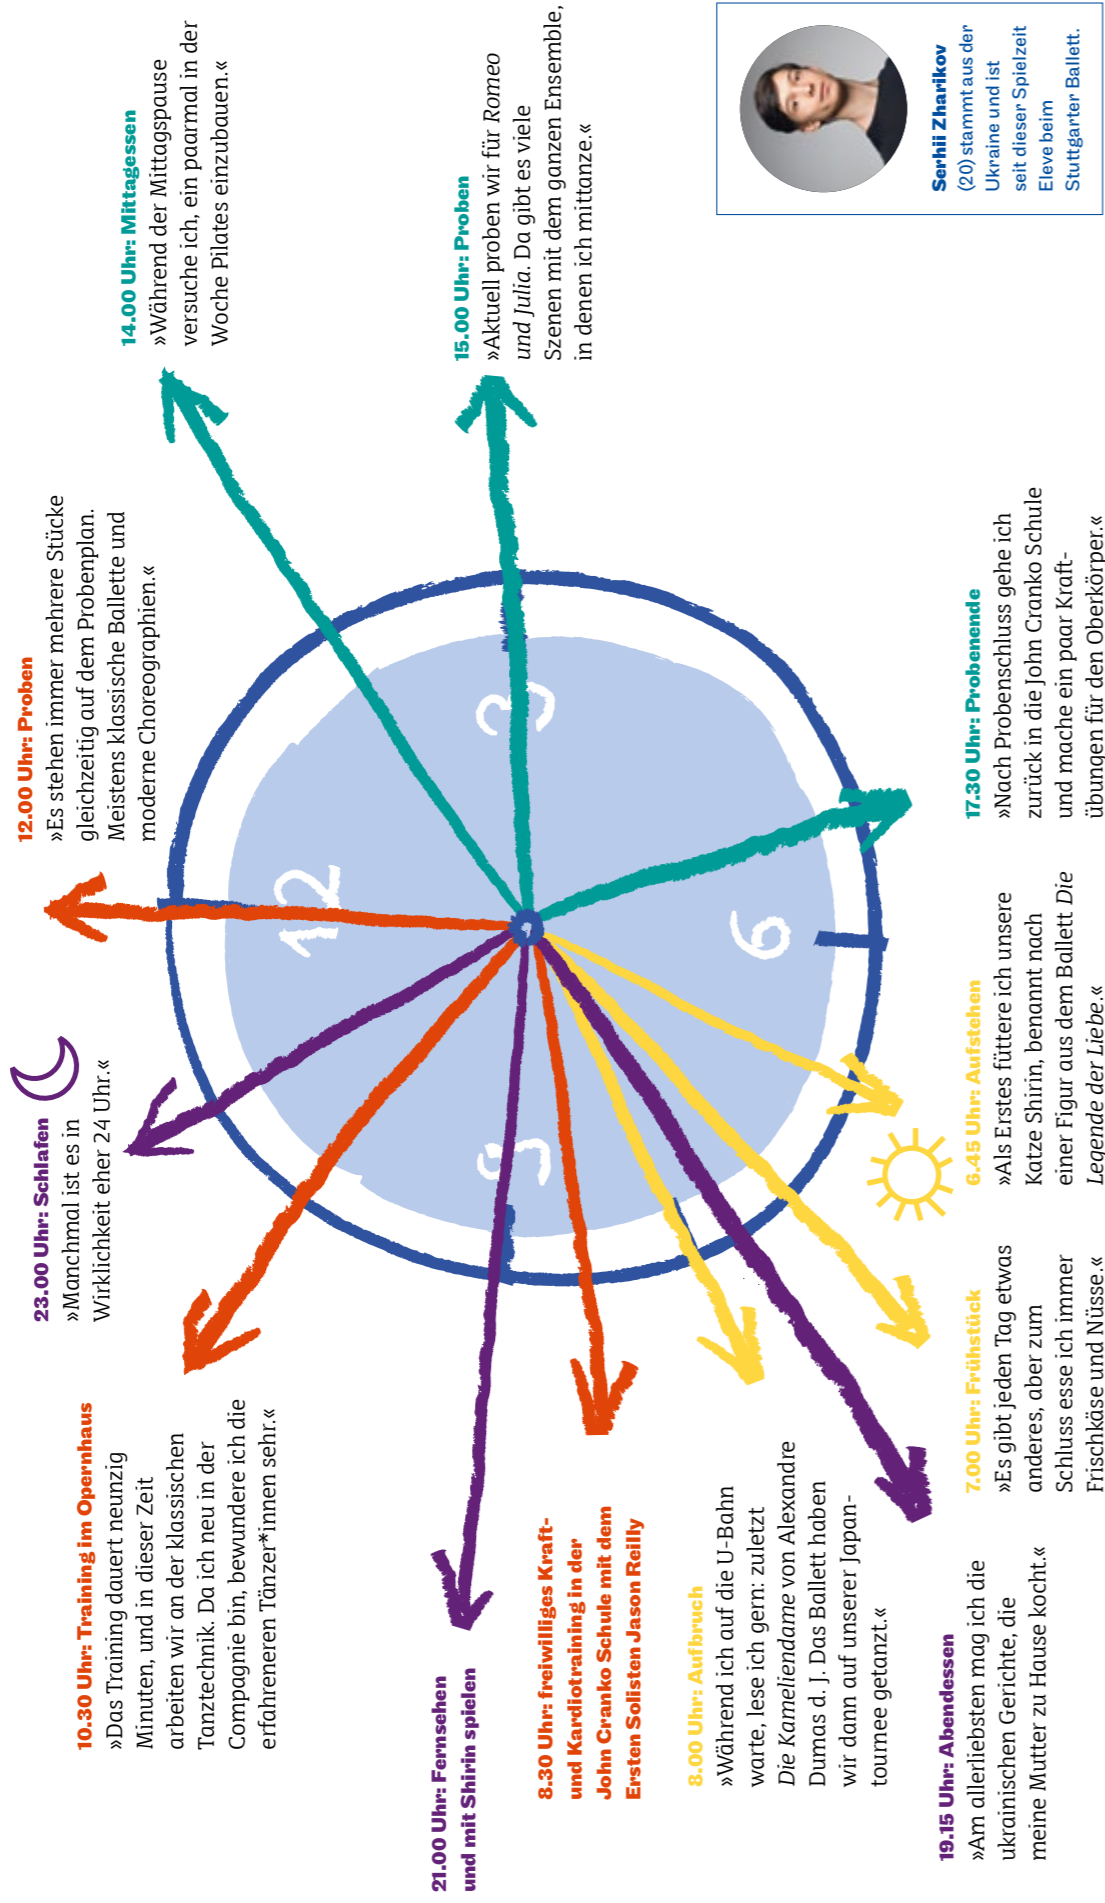 6.45 Uhr: Aufstehen
»Als Erstes füttere ich unsere
Katze Shirin, benannt nach
einer Figur aus dem Ballett Die
Legende der Liebe.«
7.00 Uhr: Frühstück
»Es gibt jeden Tag etwas
anderes, aber zum
Schluss esse ich immer
Frischkäse und Nüsse.«
8.00 Uhr: Aufbruch
»Während ich auf die U-Bahn
warte, lese ich gern: zuletzt
Die Kameliendame von Alexandre
Dumas d. J. Das Ballett haben
wir dann auf unserer Japan-
tournee getanzt.«
8.30 Uhr: freiwilliges Kraft-
und Kardiotraining in der
John Cranko Schule mit dem
Ersten Solisten Jason Reilly
10.30 Uhr: Training im Opernhaus
»Das Training dauert neunzig
Minuten, und in dieser Zeit
arbeiten wir an der klassischen
Tanztechnik. Da ich neu in der
Compagnie bin, bewundere ich die
erfahreneren Tänzer*innen sehr.«
12.00 Uhr: Proben
»Es stehen immer mehrere Stücke
gleichzeitig auf dem Probenplan.
Meistens klassische Ballette und
moderne Choreographien.«
14.00 Uhr: Mittagessen
»Während der Mittagspause
versuche ich, ein paarmal in der
Woche Pilates einzubauen.«
15.00 Uhr: Proben
»Aktuell proben wir für Romeo
und Julia. Da gibt es viele
Szenen mit dem ganzen Ensemble,
in denen ich mittanze.«
17.30 Uhr: Probenende
»Nach Probenschluss gehe ich
zurück in die John Cranko Schule
und mache ein paar Kraft-
übungen für den Oberkörper.«
19.15 Uhr: Abendessen
»Am allerliebsten mag ich die
ukrainischen Gerichte, die
meine Mutter zu Hause kocht.«
21.00 Uhr: Fernsehen
und mit Shirin spielen
23.00 Uhr: Schlafen
»Manchmal ist es in
Wirklichkeit eher 24 Uhr.«
12
3
6
9
Serhii Zharikov
(20) stammt aus der
Ukraine und ist
seit dieser Spielzeit
Eleve beim
Stuttgarter Ballett.